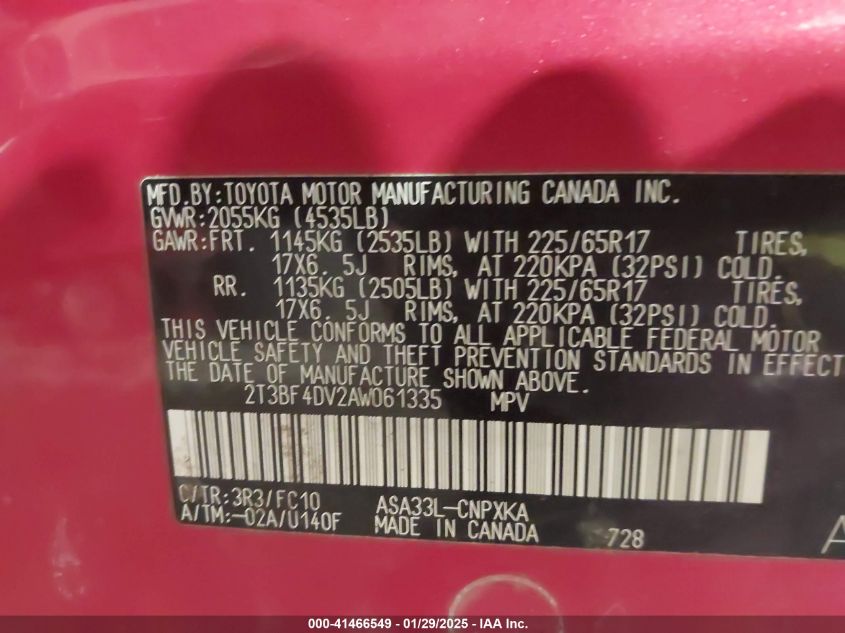 MFD.BY:TOYOTA MOTOR MANUFACTURING CANADA INC.
GVWR:2055KG (4535LB)
GAWR:FRT. 1145KG (2535LB) WITH 225/65R17 TIRES,
17X6. 5J RIMS, AT 220KPA (32PSI) COLD.
RR. 1135KG (2505LB) WITH 225/65R17 TIRES,
17X6. 5J RIMS, AT 220KPA (32PSI) COLD.
THIS VEHICLE CONFORMS TO ALL APPLICABLE FEDERAL MOTOR
VEHICLE SAFETY AND THEFT PREVENTION STANDARDS IN EFFECT
THE DATE OF MANUFACTURE SHOWN ABOVE.
2T3BF4DV2AW061335 MPV
C/TR:3R3/FC10 ASA33L-CNPXKA
A/TM:-02A/U140F MADE IN CANADA 728
A
000-41466549 - 01/29/2025 - IAA Inc.